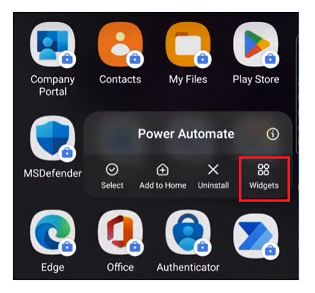 Company Portal
Contacts
My Files
Play Store
Power Automate
MSDefender
Select
Add to Home
Uninstall
Widgets
Edge
Office
Authenticator